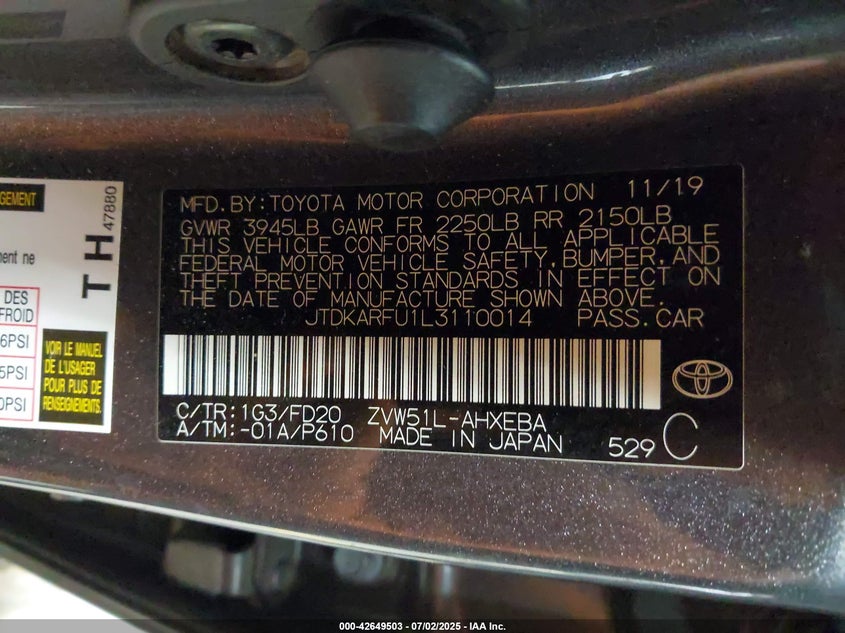 GEMENT
ment ne
DES
FROID
6PSI
5PSI
0PSI
VOIR LE MANUEL
DE L'USAGER
POUR PLUS DE
RENSEIGNEMENTS
T H 47880
MFD. BY: TOYOTA MOTOR CORPORATION 11/19
GVWR 3945LB GAWR FR 2250LB RR 2150LB
THIS VEHICLE CONFORMS TO ALL APPLICABLE
FEDERAL MOTOR VEHICLE SAFETY, BUMPER, AND
THEFT PREVENTION STANDARDS IN EFFECT ON
THE DATE OF MANUFACTURE SHOWN ABOVE.
JTDKARFU1L3110014 PASS. CAR
C/TR: 1G3/FD20 ZVW51L-AHXEBA
A/TM: -01A/P610 MADE IN JAPAN 529 C
000-42649503 - 07/02/2025 - IAA Inc.